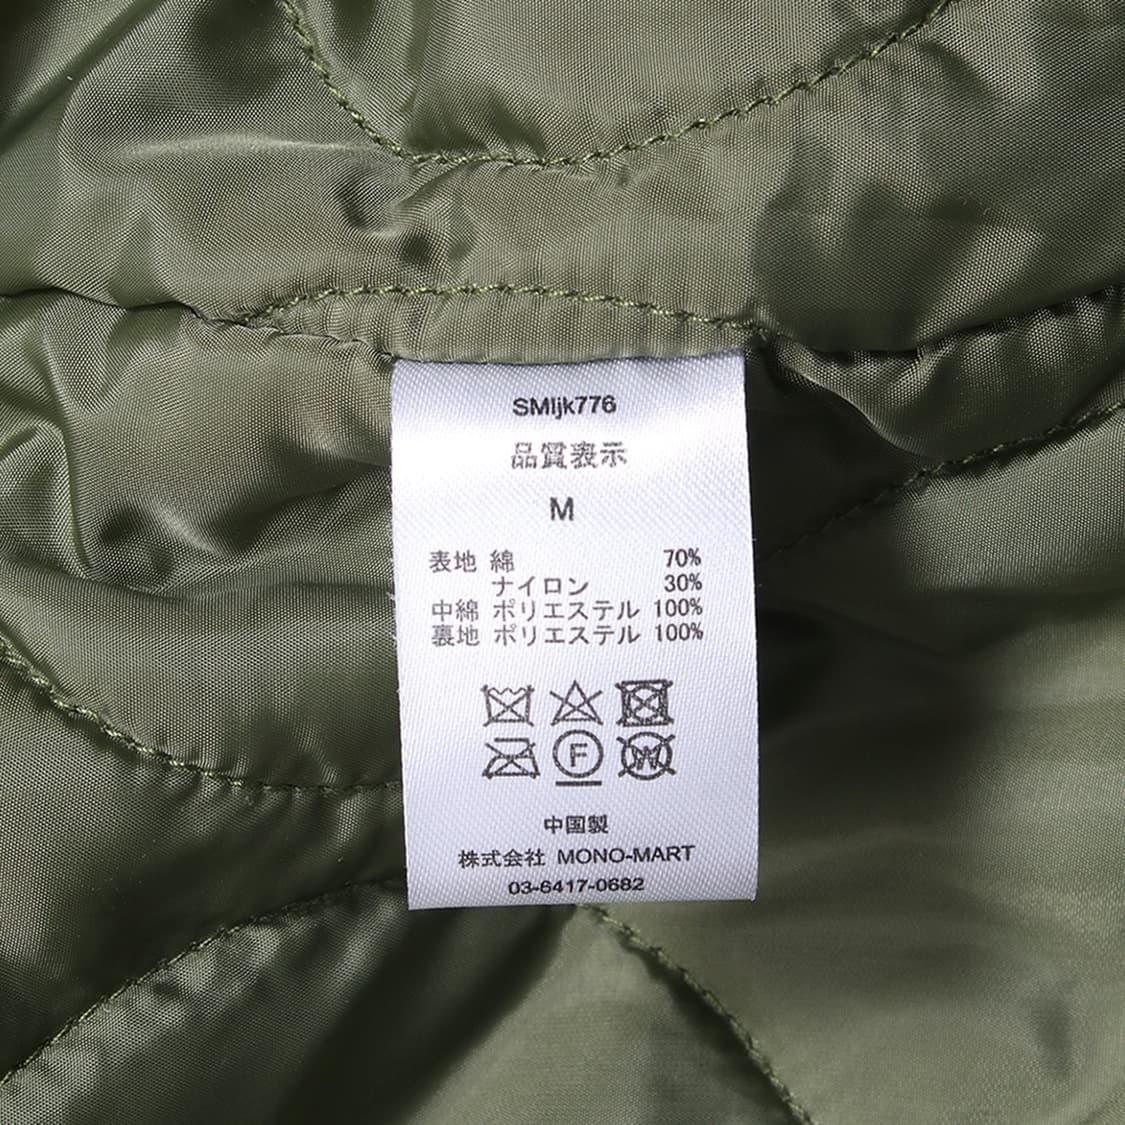 SMljk776
品質表示
M
表地 綿 70%
ナイロン 30%
中綿 ポリエステル 100%
裏地 ポリエステル 100%
F
W
中国製
株式会社 MONO-MART
03-6417-0682